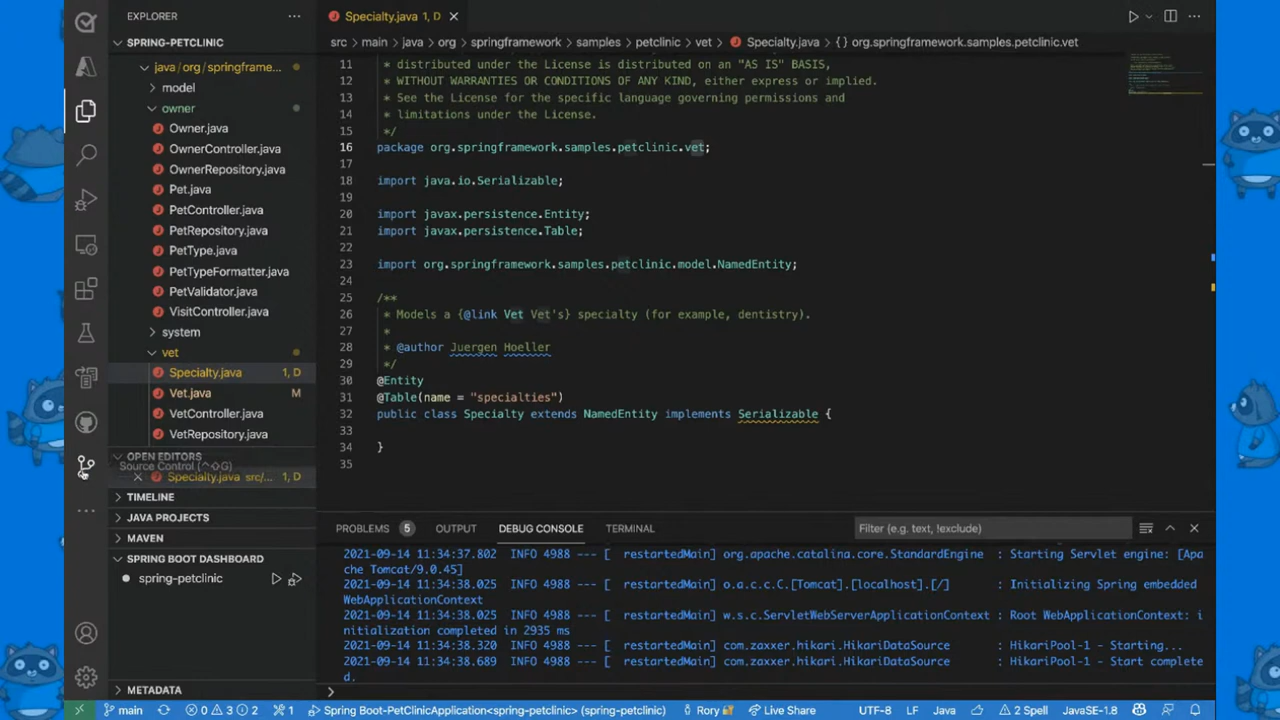 EXPLORER
SPRING-PETCLINIC
java/org/springframe...
model
owner
Owner.java
OwnerController.java
OwnerRepository.java
Pet.java
PetController.java
PetRepository.java
PetType.java
PetTypeFormatter.java
PetValidator.java
VisitController.java
system
vet
Specialty.java 1, D
Vet.java M
VetController.java
VetRepository.java
OPEN EDITORS
Source Control (⌃⇧G)
Specialty.java src/... 1, D
TIMELINE
JAVA PROJECTS
MAVEN
SPRING BOOT DASHBOARD
spring-petclinic
METADATA
Specialty.java 1, D
src > main > java > org > springframework > samples > petclinic > vet > Specialty.java > {} org.springframework.samples.petclinic.vet
11 * distributed under the License is distributed on an "AS IS" BASIS,
12 * WITHOUT WARRANTIES OR CONDITIONS OF ANY KIND, either express or implied.
13 * See the License for the specific language governing permissions and
14 * limitations under the License.
15 */
16 package org.springframework.samples.petclinic.vet;
17
18 import java.io.Serializable;
19
20 import javax.persistence.Entity;
21 import javax.persistence.Table;
22
23 import org.springframework.samples.petclinic.model.NamedEntity;
24
25 /**
26 * Models a {@link Vet Vet's} specialty (for example, dentistry).
27 *
28 * @author Juergen Hoeller
29 */
30 @Entity
31 @Table(name = "specialties")
32 public class Specialty extends NamedEntity implements Serializable {
33
34 }
35
PROBLEMS 5 OUTPUT DEBUG CONSOLE TERMINAL Filter (e.g. text, !exclude)
2021-09-14 11:34:37.802 INFO 4988 --- [ restartedMain] org.apache.catalina.core.StandardEngine : Starting Servlet engine: [Apa
che Tomcat/9.0.45]
2021-09-14 11:34:38.025 INFO 4988 --- [ restartedMain] o.a.c.c.C.[Tomcat].[localhost].[/] : Initializing Spring embedded
WebApplicationContext
2021-09-14 11:34:38.025 INFO 4988 --- [ restartedMain] w.s.c.ServletWebServerApplicationContext : Root WebApplicationContext: i
nitialization completed in 2935 ms
2021-09-14 11:34:38.320 INFO 4988 --- [ restartedMain] com.zaxxer.hikari.HikariDataSource : HikariPool-1 - Starting...
2021-09-14 11:34:38.689 INFO 4988 --- [ restartedMain] com.zaxxer.hikari.HikariDataSource : HikariPool-1 - Start complete
d.
main 0 3 2 1 Spring Boot-PetClinicApplication<spring-petclinic> (spring-petclinic) Rory Live Share UTF-8 LF Java 2 Spell JavaSE-1.8